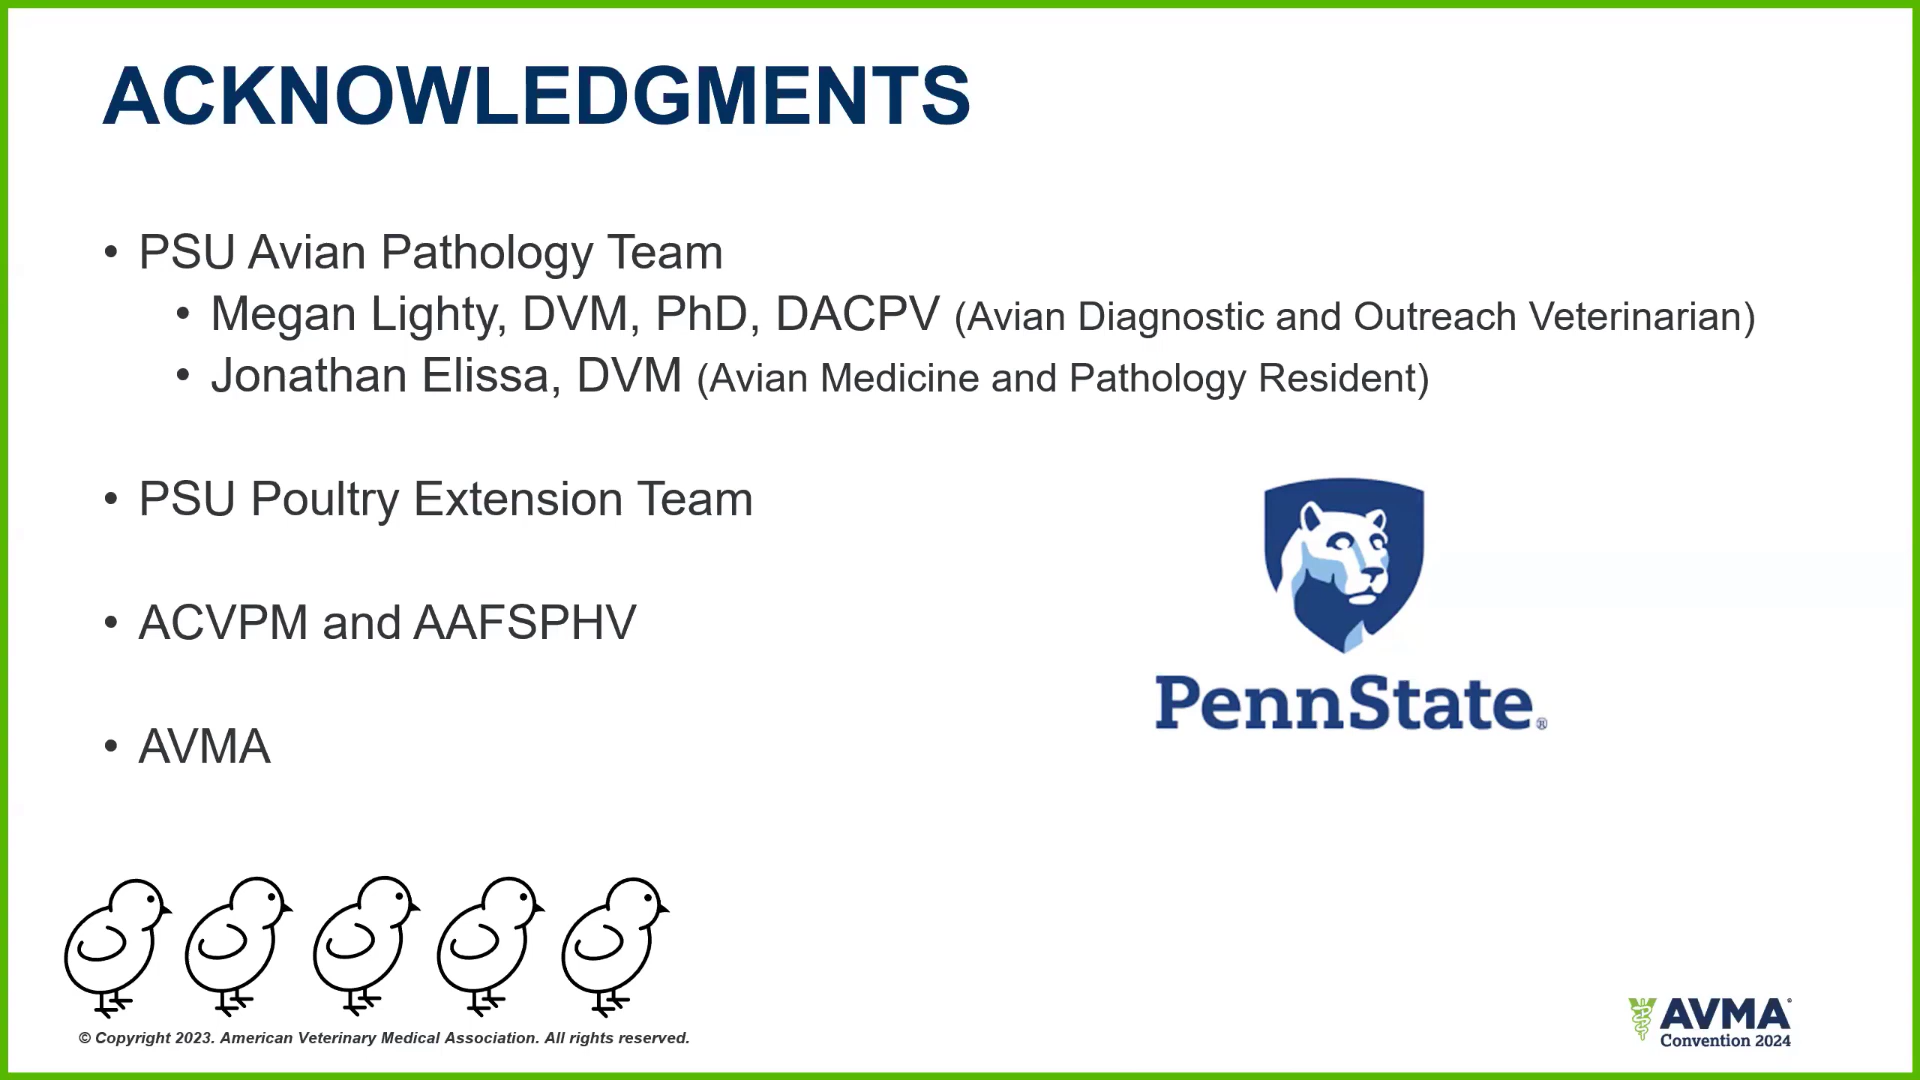 ACKNOWLEDGMENTS
• PSU Avian Pathology Team
• Megan Lighty, DVM, PhD, DACPV (Avian Diagnostic and Outreach Veterinarian)
• Jonathan Elissa, DVM (Avian Medicine and Pathology Resident)
• PSU Poultry Extension Team
• ACVPM and AAFSPHV
• AVMA
PennState®
© Copyright 2023. American Veterinary Medical Association. All rights reserved.
AVMA®
Convention 2024